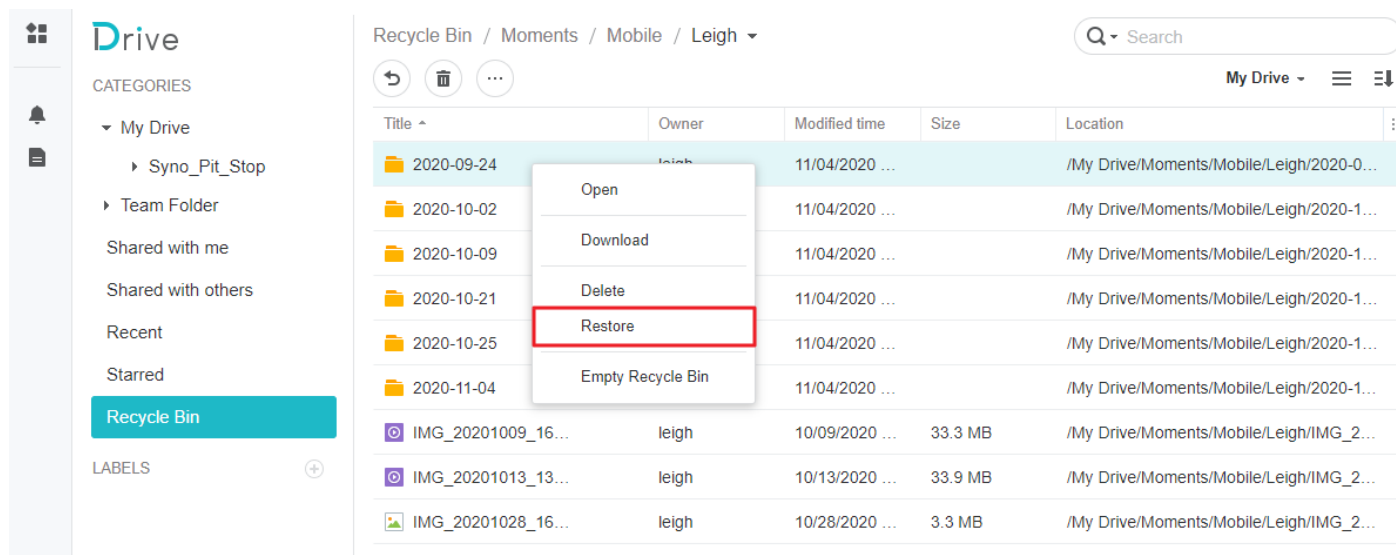 Drive
CATEGORIES
My Drive
Syno_Pit_Stop
Team Folder
Shared with me
Shared with others
Recent
Starred
Recycle Bin
LABELS
Recycle Bin / Moments / Mobile / Leigh
Search
My Drive
Title Owner Modified time Size Location
2020-09-24 leigh 11/04/2020 ... /My Drive/Moments/Mobile/Leigh/2020-0...
2020-10-02 11/04/2020 ... /My Drive/Moments/Mobile/Leigh/2020-1...
2020-10-09 11/04/2020 ... /My Drive/Moments/Mobile/Leigh/2020-1...
2020-10-21 11/04/2020 ... /My Drive/Moments/Mobile/Leigh/2020-1...
2020-10-25 11/04/2020 ... /My Drive/Moments/Mobile/Leigh/2020-1...
2020-11-04 11/04/2020 ... /My Drive/Moments/Mobile/Leigh/2020-1...
IMG_20201009_16... leigh 10/09/2020 ... 33.3 MB /My Drive/Moments/Mobile/Leigh/IMG_2...
IMG_20201013_13... leigh 10/13/2020 ... 33.9 MB /My Drive/Moments/Mobile/Leigh/IMG_2...
IMG_20201028_16... leigh 10/28/2020 ... 3.3 MB /My Drive/Moments/Mobile/Leigh/IMG_2...
Open
Download
Delete
Restore
Empty Recycle Bin